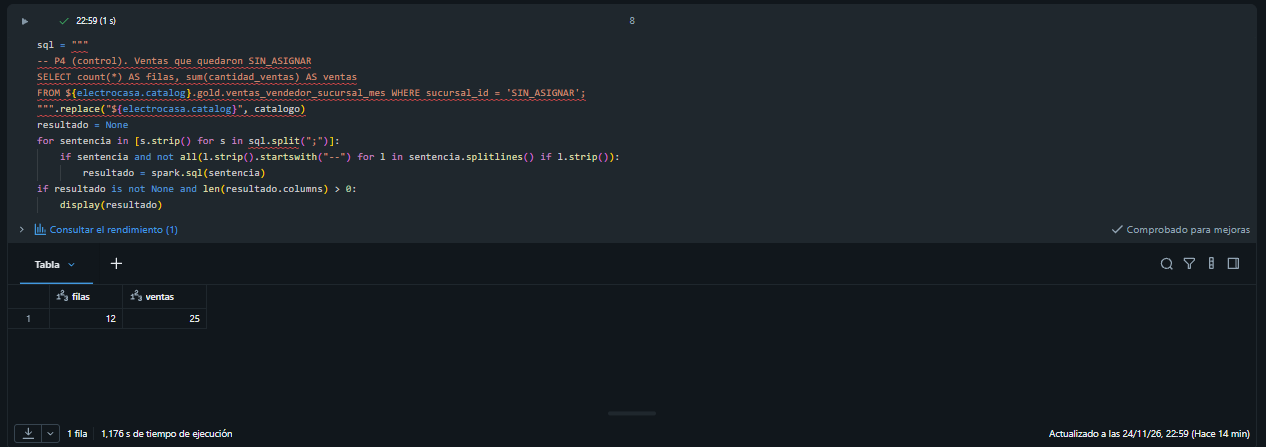 22:59 (1 s)
8
sql = """
-- P4 (control). Ventas que quedaron SIN_ASIGNAR
SELECT count(*) AS filas, sum(cantidad_ventas) AS ventas
FROM ${electrocasa.catalog}.gold.ventas_vendedor_sucursal_mes WHERE sucursal_id = 'SIN_ASIGNAR';
""".replace("${electrocasa.catalog}", catalogo)
resultado = None
for sentencia in [s.strip() for s in sql.split(";")]:
    if sentencia and not all(l.strip().startswith("--") for l in sentencia.splitlines() if l.strip()):
        resultado = spark.sql(sentencia)
if resultado is not None and len(resultado.columns) > 0:
    display(resultado)
Consultar el rendimiento (1)
Comprobado para mejoras
Tabla
filas ventas
1 12 25
1 fila 1,176 s de tiempo de ejecución
Actualizado a las 24/11/26, 22:59 (Hace 14 min)